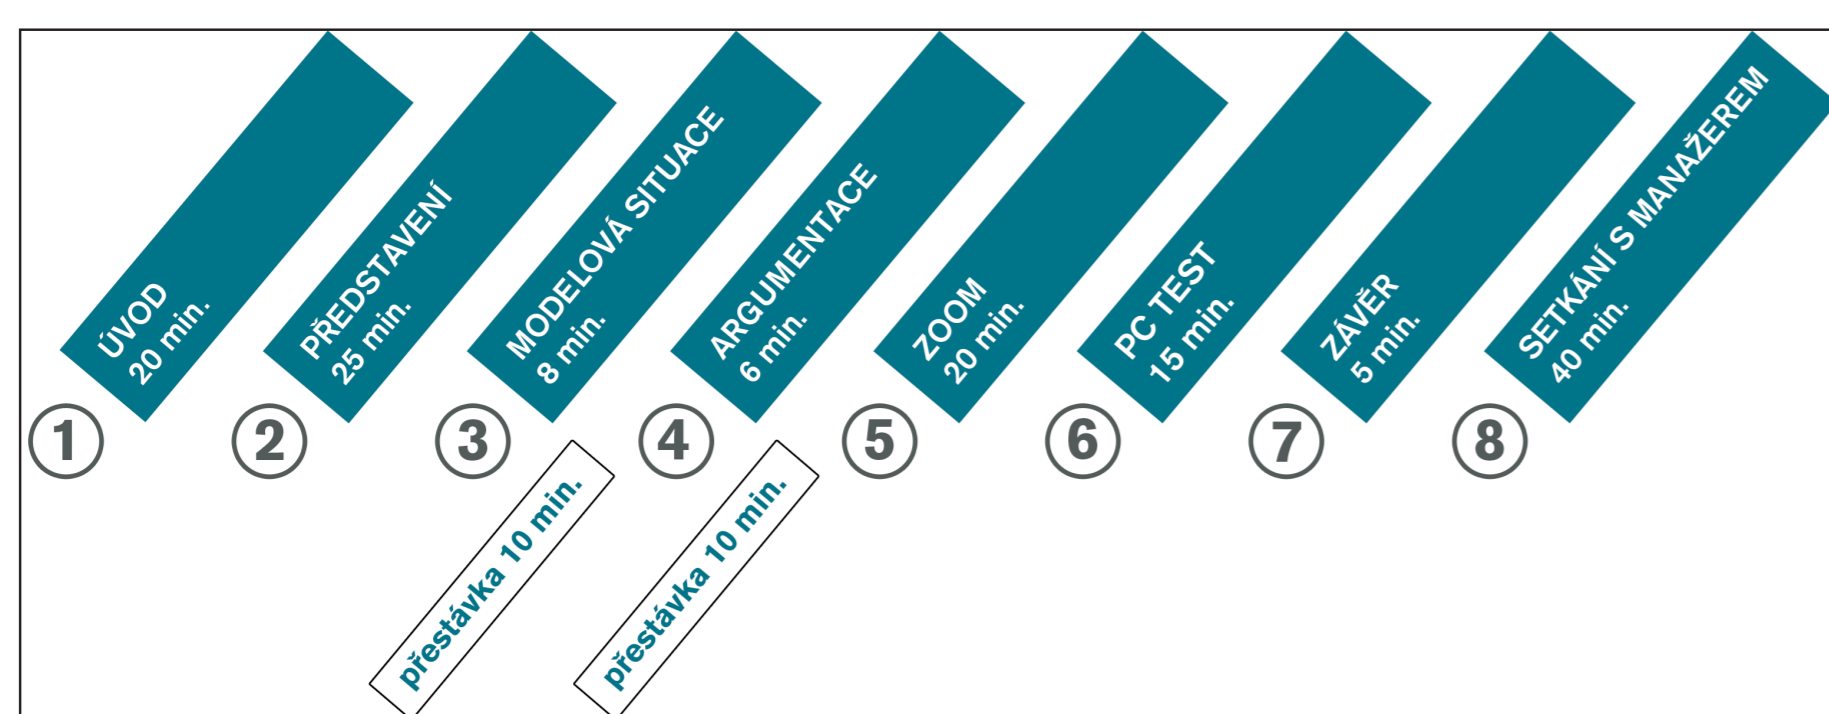 ÚVOD
20 min.
PŘEDSTAVENÍ
25 min.
MODELOVÁ SITUACE
8 min.
ARGUMENTACE
6 min.
ZOOM
20 min.
PC TEST
15 min.
ZÁVĚR
5 min.
SETKÁNÍ S MANAŽEREM
40 min.
1
2
3
4
5
6
7
8
přestávka 10 min.
přestávka 10 min.